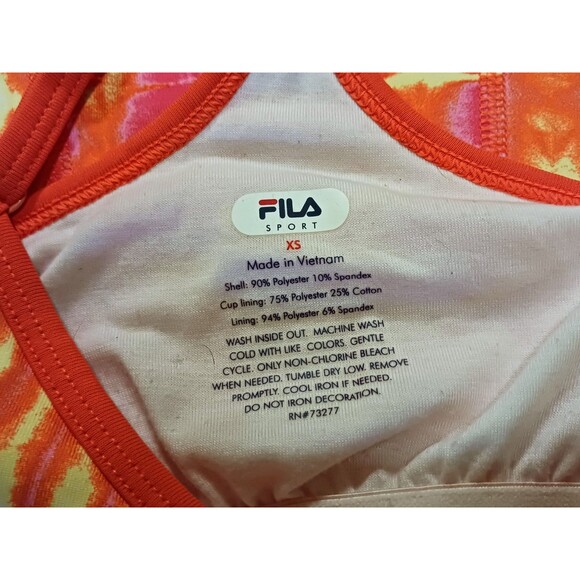 FILA
SPORT
XS
Made in Vietnam
Shell: 90% Polyester 10% Spandex
Cup lining: 75% Polyester 25% Cotton
Lining: 94% Polyester 6% Spandex
WASH INSIDE OUT. MACHINE WASH
COLD WITH LIKE COLORS. GENTLE
CYCLE. ONLY NON-CHLORINE BLEACH
WHEN NEEDED. TUMBLE DRY LOW. REMOVE
PROMPTLY. COOL IRON IF NEEDED.
DO NOT IRON DECORATION.
RN#73277